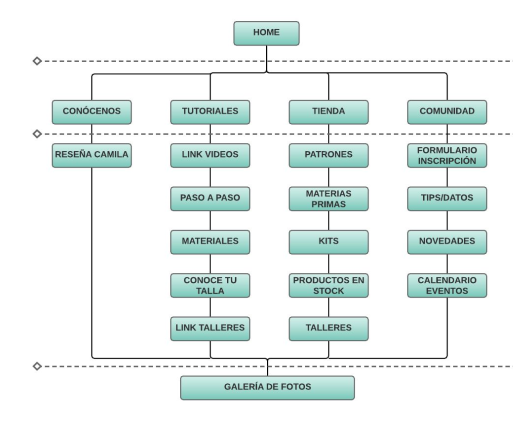 HOME
CONÓCENOS
TUTORIALES
TIENDA
COMUNIDAD
RESEÑA CAMILA
LINK VIDEOS
PATRONES
FORMULARIO
INSCRIPCIÓN
PASO A PASO
MATERIAS
PRIMAS
TIPS/DATOS
MATERIALES
KITS
NOVEDADES
CONOCE TU
TALLA
PRODUCTOS EN
STOCK
CALENDARIO
EVENTOS
LINK TALLERES
TALLERES
GALERÍA DE FOTOS